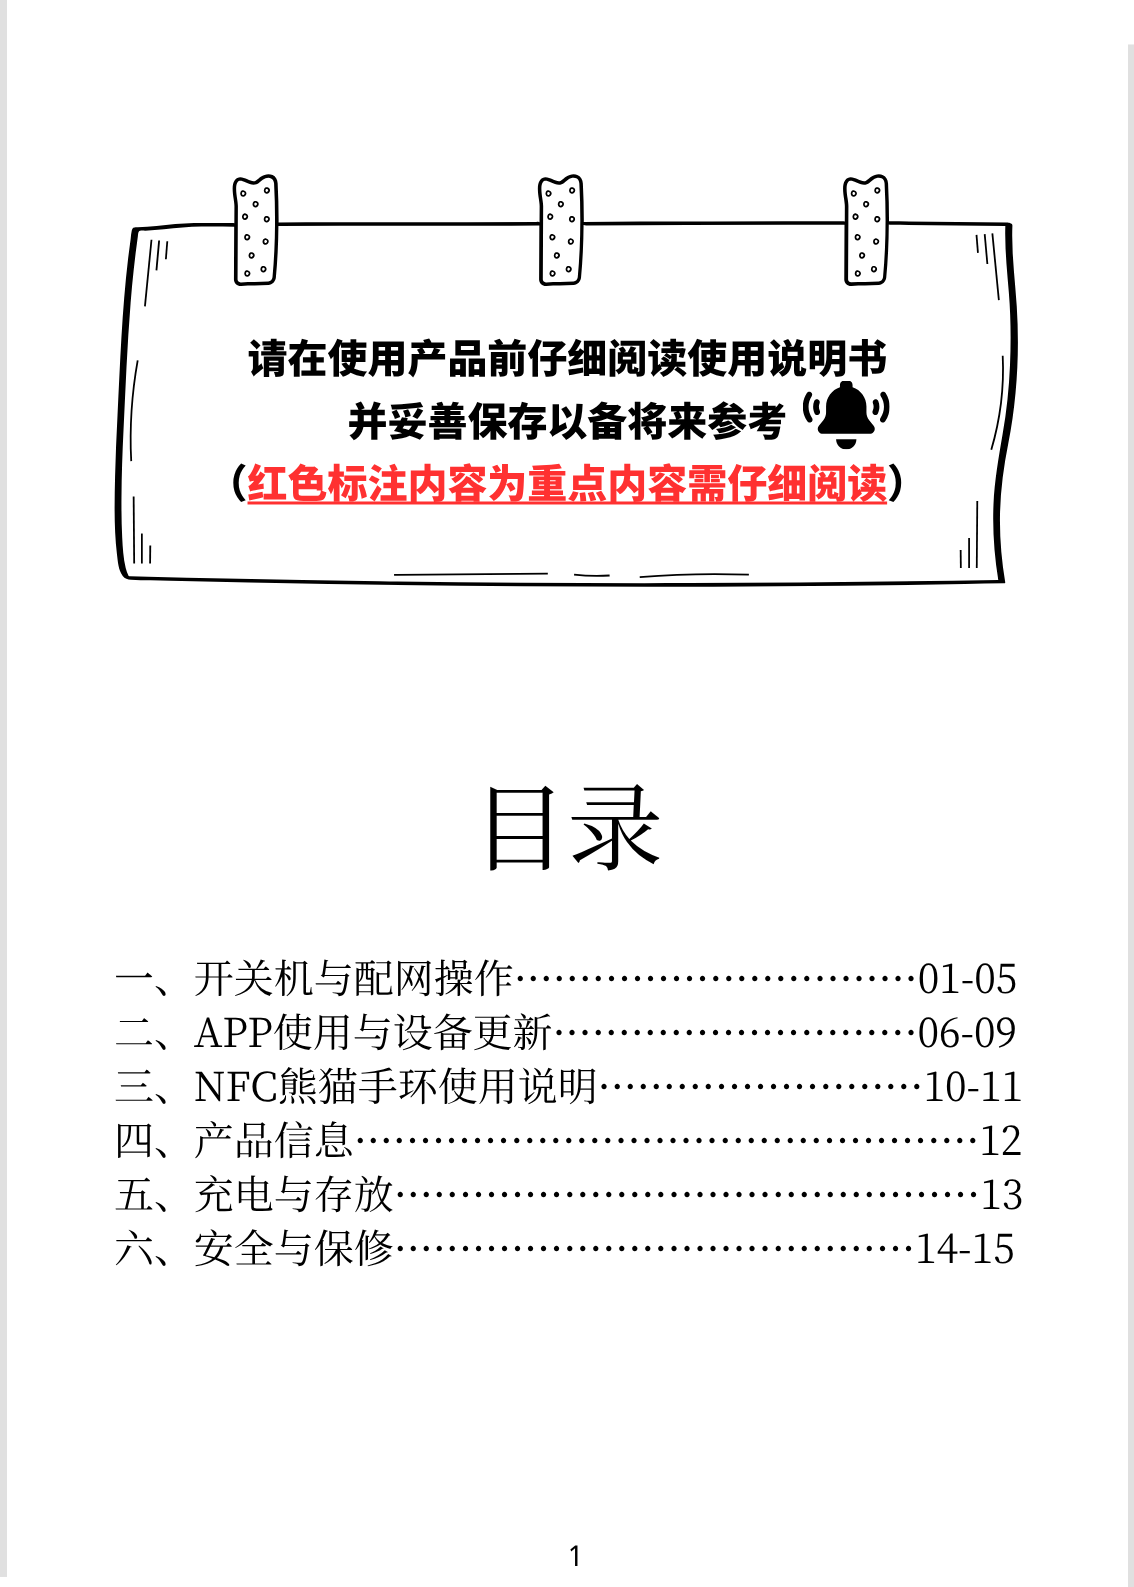 请在使用产品前仔细阅读使用说明书
并妥善保存以备将来参考
（红色标注内容为重点内容需仔细阅读）
目录
一、开关机与配网操作································01-05
二、APP使用与设备更新····························06-09
三、NFC熊猫手环使用说明·························10-11
四、产品信息················································12
五、充电与存放·············································13
六、安全与保修········································14-15
1